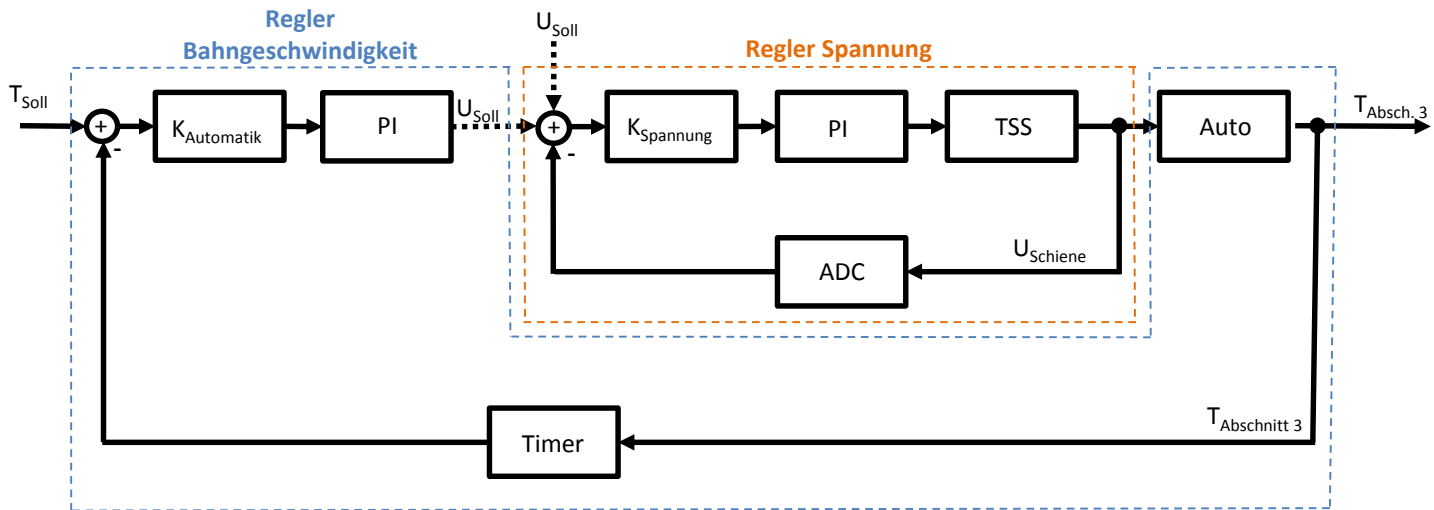 Regler
Bahngeschwindigkeit
U_Soll
Regler Spannung
T_Soll
+
-
K_Automatik
PI
U_Soll
+
-
K_Spannung
PI
TSS
Auto
T_Absch. 3
ADC
U_Schiene
Timer
T_Abschnitt 3